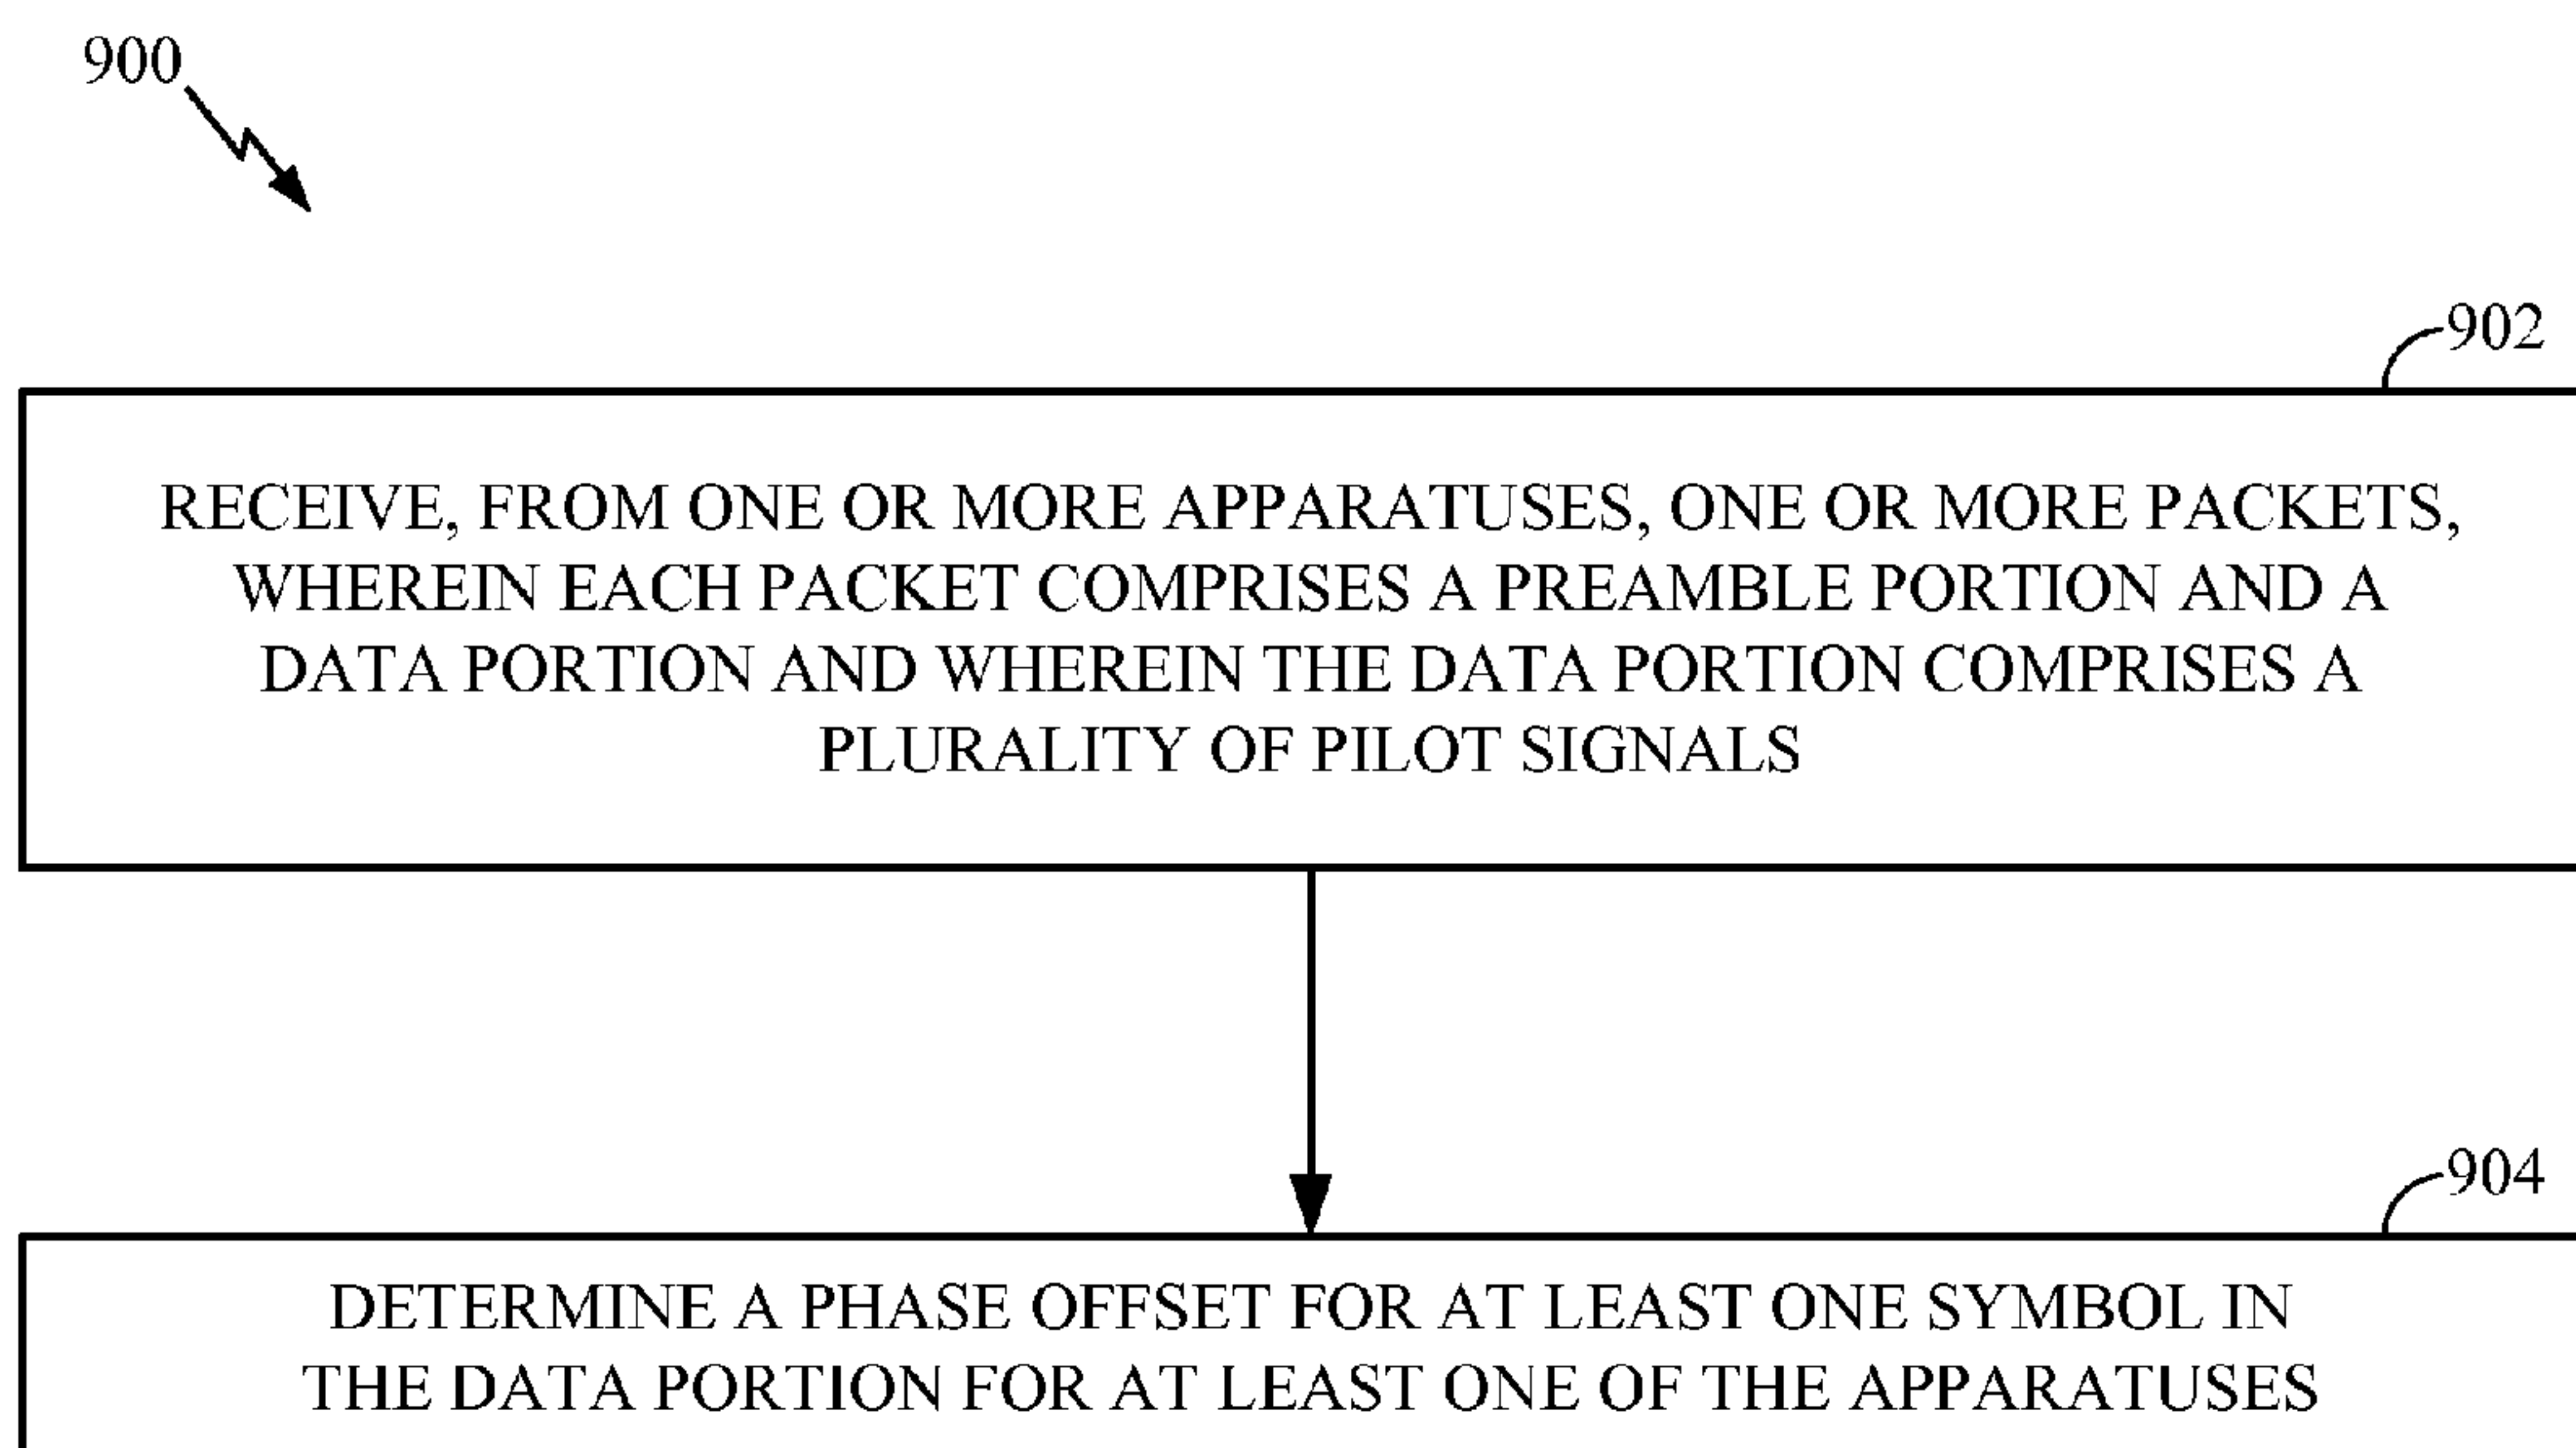 900
902
RECEIVE, FROM ONE OR MORE APPARATUSES, ONE OR MORE PACKETS,
WHEREIN EACH PACKET COMPRISES A PREAMBLE PORTION AND A
DATA PORTION AND WHEREIN THE DATA PORTION COMPRISES A
PLURALITY OF PILOT SIGNALS
904
DETERMINE A PHASE OFFSET FOR AT LEAST ONE SYMBOL IN
THE DATA PORTION FOR AT LEAST ONE OF THE APPARATUSES